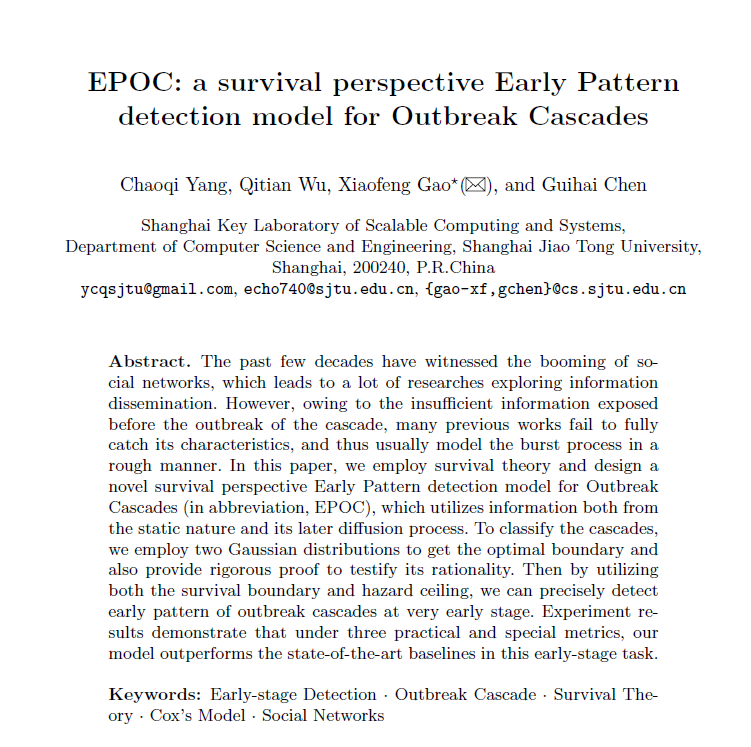 EPOC: a survival perspective Early Pattern
detection model for Outbreak Cascades
Chaoqi Yang, Qitian Wu, Xiaofeng Gao⋆(✉), and Guihai Chen
Shanghai Key Laboratory of Scalable Computing and Systems,
Department of Computer Science and Engineering, Shanghai Jiao Tong University,
Shanghai, 200240, P.R.China
ycqsjtu@gmail.com, echo740@sjtu.edu.cn, {gao-xf,gchen}@cs.sjtu.edu.cn
Abstract. The past few decades have witnessed the booming of so-
cial networks, which leads to a lot of researches exploring information
dissemination. However, owing to the insufficient information exposed
before the outbreak of the cascade, many previous works fail to fully
catch its characteristics, and thus usually model the burst process in a
rough manner. In this paper, we employ survival theory and design a
novel survival perspective Early Pattern detection model for Outbreak
Cascades (in abbreviation, EPOC), which utilizes information both from
the static nature and its later diffusion process. To classify the cascades,
we employ two Gaussian distributions to get the optimal boundary and
also provide rigorous proof to testify its rationality. Then by utilizing
both the survival boundary and hazard ceiling, we can precisely detect
early pattern of outbreak cascades at very early stage. Experiment re-
sults demonstrate that under three practical and special metrics, our
model outperforms the state-of-the-art baselines in this early-stage task.
Keywords: Early-stage Detection · Outbreak Cascade · Survival The-
ory · Cox's Model · Social Networks